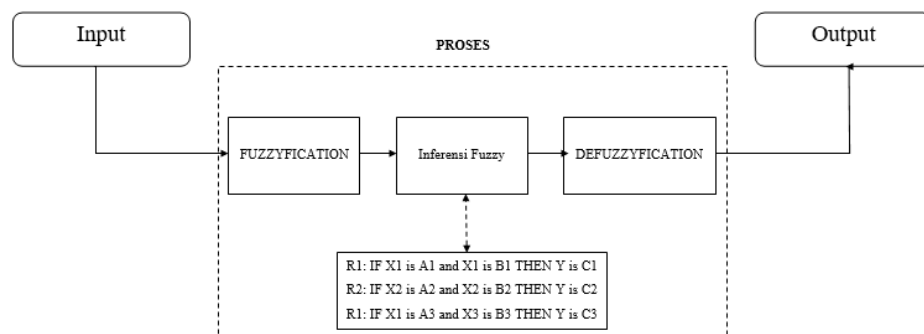 Input
PROSES
Output
FUZZYFICATION
Inferensi Fuzzy
DEFUZZYFICATION
R1: IF X1 is A1 and X1 is B1 THEN Y is C1
R2: IF X2 is A2 and X2 is B2 THEN Y is C2
R1: IF X1 is A3 and X3 is B3 THEN Y is C3